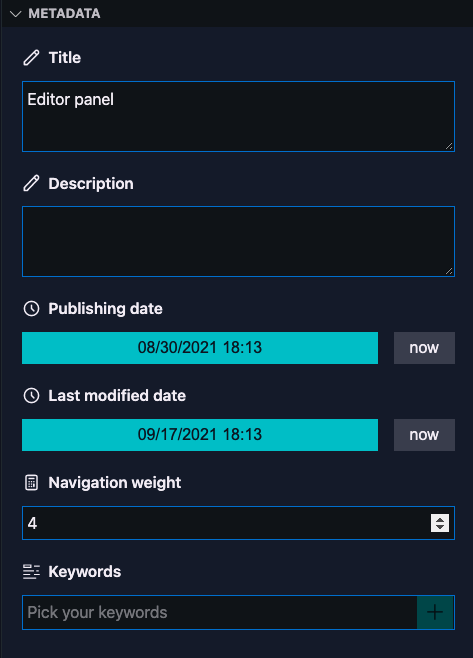 METADATA
Title
Editor panel
Description
Publishing date
08/30/2021 18:13 now
Last modified date
09/17/2021 18:13 now
Navigation weight
4
Keywords
Pick your keywords